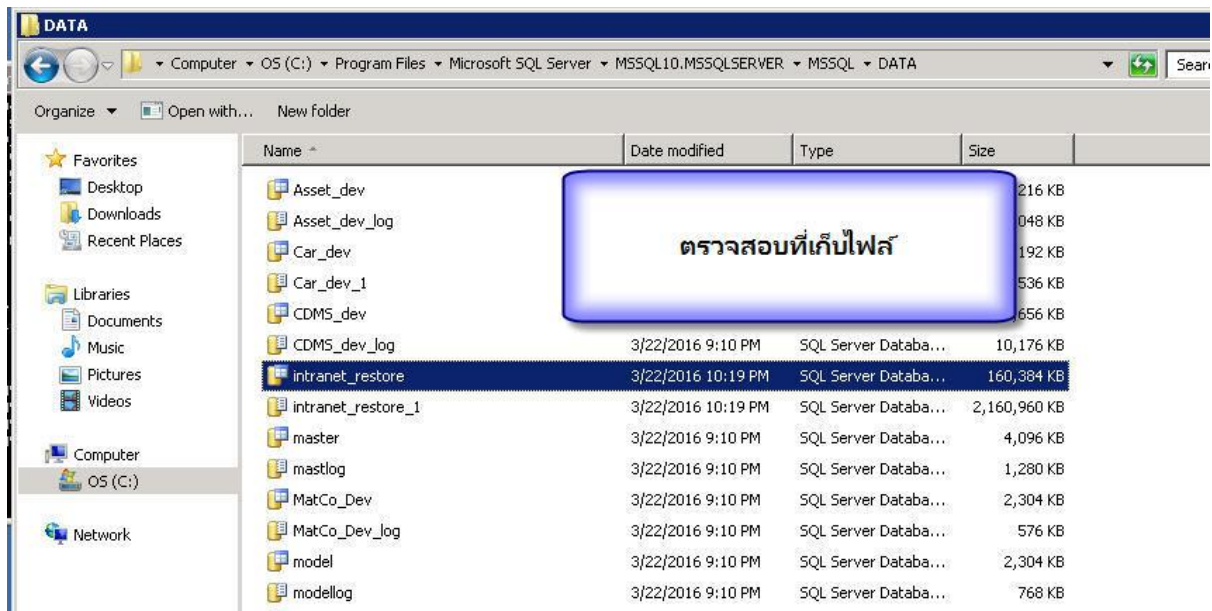 DATA
Computer OS (C:) Program Files Microsoft SQL Server MSSQL10.MSSQLSERVER MSSQL DATA
Organize Open with... New folder
Name Date modified Type Size
Favorites
Desktop
Downloads
Recent Places
Libraries
Documents
Music
Pictures
Videos
Computer
OS (C:)
Network
Asset_dev 216 KB
Asset_dev_log 048 KB
Car_dev 192 KB
Car_dev_1 536 KB
CDMS_dev ,656 KB
ตรวจสอบที่เก็บไฟล์
CDMS_dev_log 3/22/2016 9:10 PM SQL Server Databa... 10,176 KB
intranet_restore 3/22/2016 10:19 PM SQL Server Databa... 160,384 KB
intranet_restore_1 3/22/2016 10:19 PM SQL Server Databa... 2,160,960 KB
master 3/22/2016 9:10 PM SQL Server Databa... 4,096 KB
mastlog 3/22/2016 9:10 PM SQL Server Databa... 1,280 KB
MatCo_Dev 3/22/2016 9:10 PM SQL Server Databa... 2,304 KB
MatCo_Dev_log 3/22/2016 9:10 PM SQL Server Databa... 576 KB
model 3/22/2016 9:10 PM SQL Server Databa... 2,304 KB
modellog 3/22/2016 9:10 PM SQL Server Databa... 768 KB